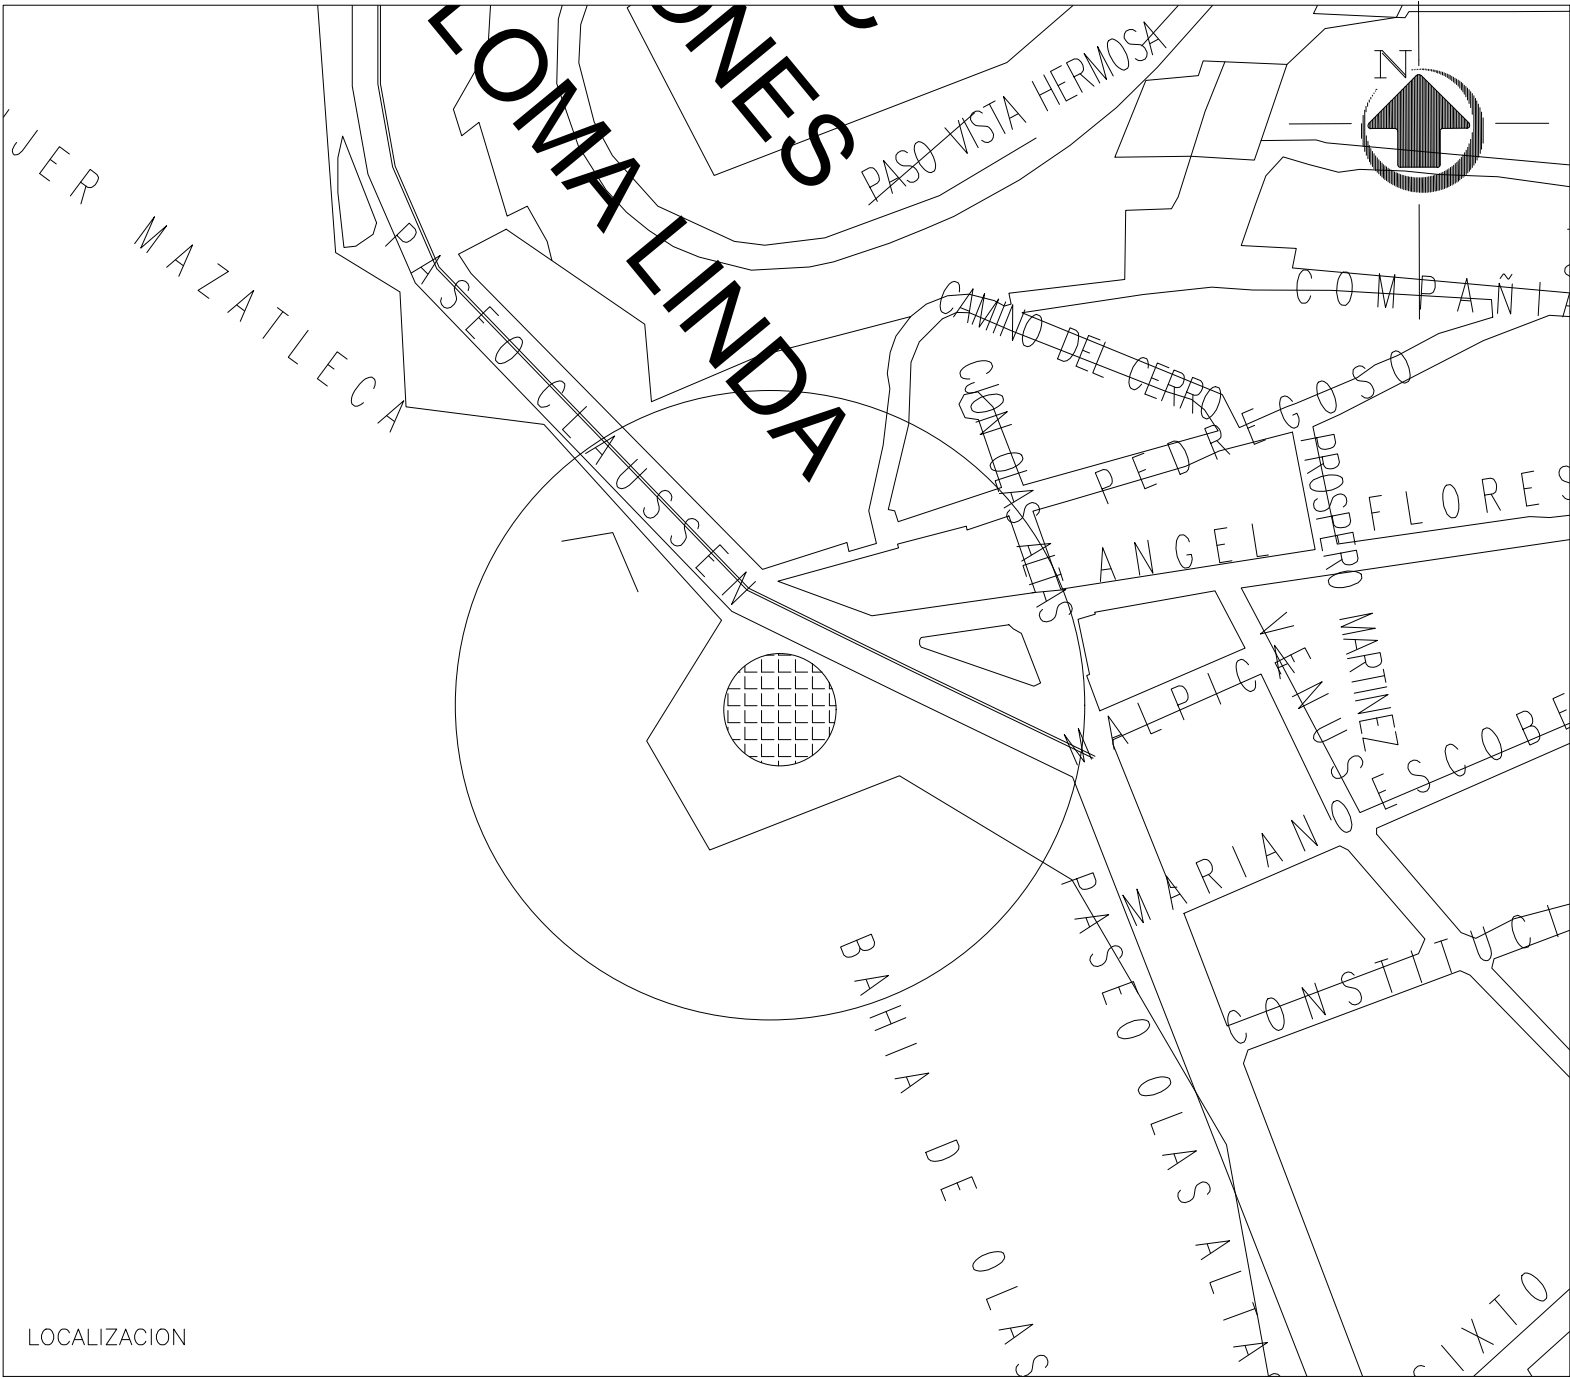 N
ONES
LOMA LINDA
PASO VISTA HERMOSA
JER MAZATLECA
PASEO CLAUSSEN
COMPAÑIA
CAMINO DEL CERRO
CJON OLAS ALTAS
PEDREGOSO
PROSPERO MARTINEZ
ANGEL FLORES
VENUS
MALPICA
MARIANO ESCOBE
CONSTITUCI
PASEO OLAS ALTAS
BAHIA DE OLAS
SIXTO
LOCALIZACION